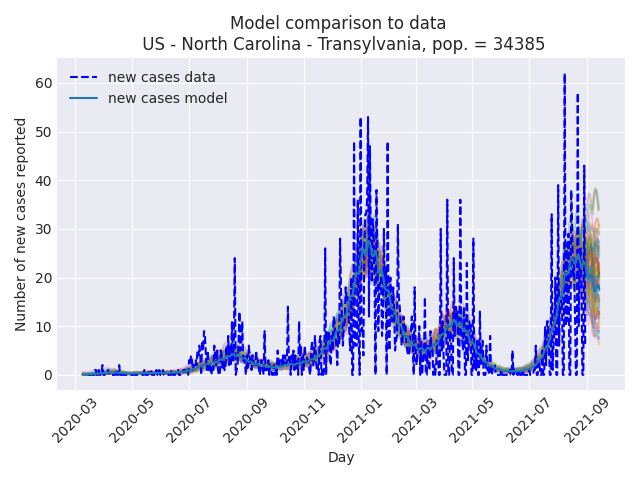 Model comparison to data
US - North Carolina - Transylvania, pop. = 34385
new cases data
new cases model
Number of new cases reported
60
50
40
30
20
10
0
2020-03
2020-05
2020-07
2020-09
2020-11
2021-01
2021-03
2021-05
2021-07
2021-09
Day